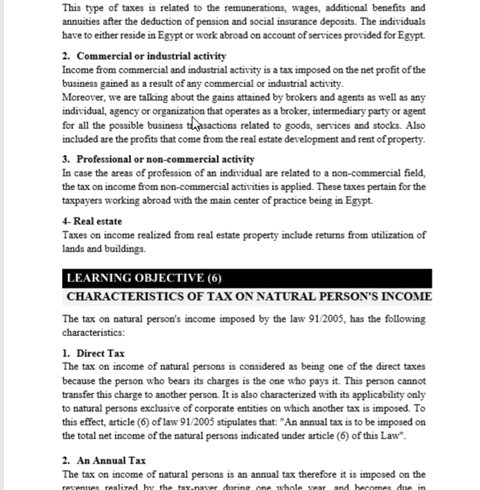 This type of taxes is related to the remunerations, wages, additional benefits and
annuities after the deduction of pension and social insurance deposits. The individuals
have to either reside in Egypt or work abroad on account of services provided for Egypt.
2. Commercial or industrial activity
Income from commercial and industrial activity is a tax imposed on the net profit of the
business gained as a result of any commercial or industrial activity.
Moreover, we are talking about the gains attained by brokers and agents as well as any
individual, agency or organization that operates as a broker, intermediary party or agent
for all the possible business transactions related to goods, services and stocks. Also
included are the profits that come from the real estate development and rent of property.
3. Professional or non-commercial activity
In case the areas of profession of an individual are related to a non-commercial field,
the tax on income from non-commercial activities is applied. These taxes pertain for the
taxpayers working abroad with the main center of practice being in Egypt.
4- Real estate
Taxes on income realized from real estate property include returns from utilization of
lands and buildings.
LEARNING OBJECTIVE (6)
CHARACTERISTICS OF TAX ON NATURAL PERSON'S INCOME
The tax on natural person's income imposed by the law 91/2005, has the following
characteristics:
1. Direct Tax
The tax on income of natural persons is considered as being one of the direct taxes
because the person who bears its charges is the one who pays it. This person cannot
transfer this charge to another person. It is also characterized with its applicability only
to natural persons exclusive of corporate entities on which another tax is imposed. To
this effect, article (6) of law 91/2005 stipulates that: "An annual tax is to be imposed on
the total net income of the natural persons indicated under article (6) of this Law".
2. An Annual Tax
The tax on income of natural persons is an annual tax therefore it is imposed on the
revenues realized by the tax-payer during one whole year, and becomes due in